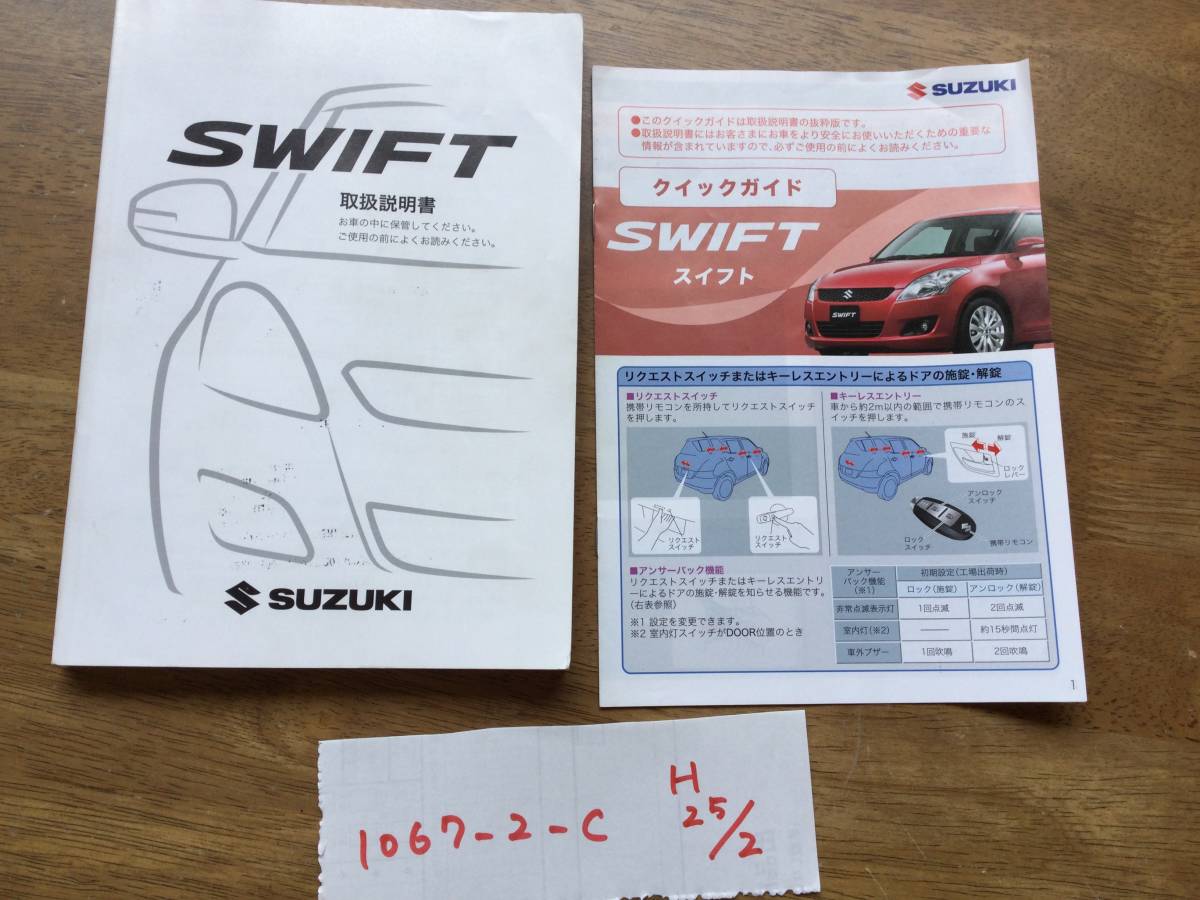 SWIFT
取扱説明書
お車の中に保管してください。
ご使用の前によくお読みください。
SUZUKI
SUZUKI
●このクイックガイドは取扱説明書の抜粋版です。
●取扱説明書にはお客さまにお車をより安全にお使いいただくための重要な
情報が含まれていますので、必ずご使用の前によくお読みください。
クイックガイド
SWIFT
スイフト
SWIFT
リクエストスイッチまたはキーレスエントリーによるドアの施錠・解錠
■リクエストスイッチ
携帯リモコンを所持してリクエストスイッチ
を押します。
リクエスト
スイッチ
リクエスト
スイッチ
■キーレスエントリー
車から約2m以内の範囲で携帯リモコンのス
イッチを押します。
施錠 解錠
ロック
レバー
アンロック
スイッチ
ロック
スイッチ
携帯リモコン
■アンサーバック機能
リクエストスイッチまたはキーレスエントリ
ーによるドアの施錠・解錠を知らせる機能です。
(右表参照)
※1 設定を変更できます。
※2 室内灯スイッチがDOOR位置のとき
アンサー
バック機能
(※1)
初期設定(工場出荷時)
ロック(施錠) アンロック(解錠)
非常点滅表示灯 1回点滅 2回点滅
室内灯(※2) ―― 約15秒間点灯
車外ブザー 1回吹鳴 2回吹鳴
1
1067-2-C
H
25/2